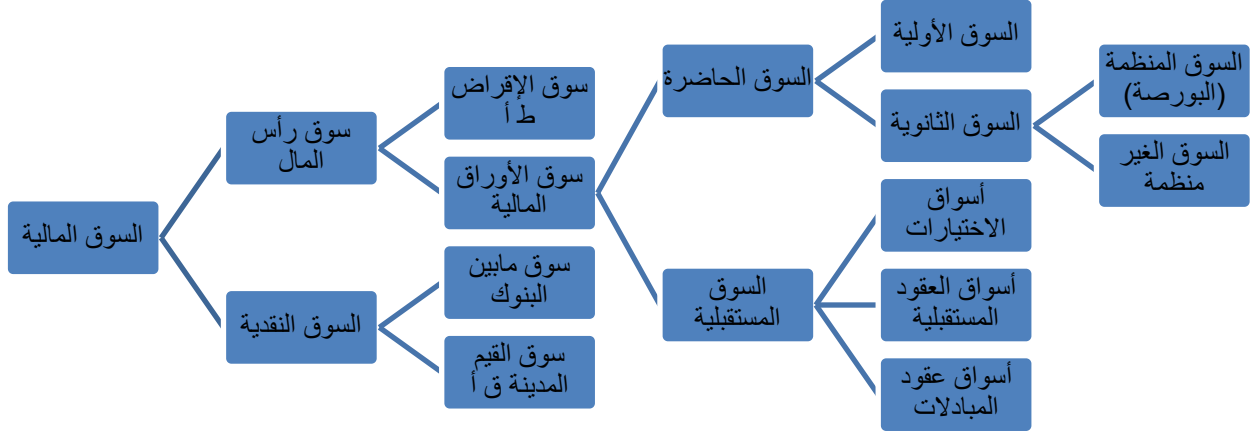 السوق المالية
سوق رأس
المال
السوق النقدية
سوق الإقراض
ط أ
سوق الأوراق
المالية
سوق مابين
البنوك
سوق القيم
المدينة ق أ
السوق الحاضرة
السوق
المستقبلية
السوق الأولية
السوق الثانوية
أسواق
الاختيارات
أسواق العقود
المستقبلية
أسواق عقود
المبادلات
السوق المنظمة
(البورصة)
السوق الغير
منظمة